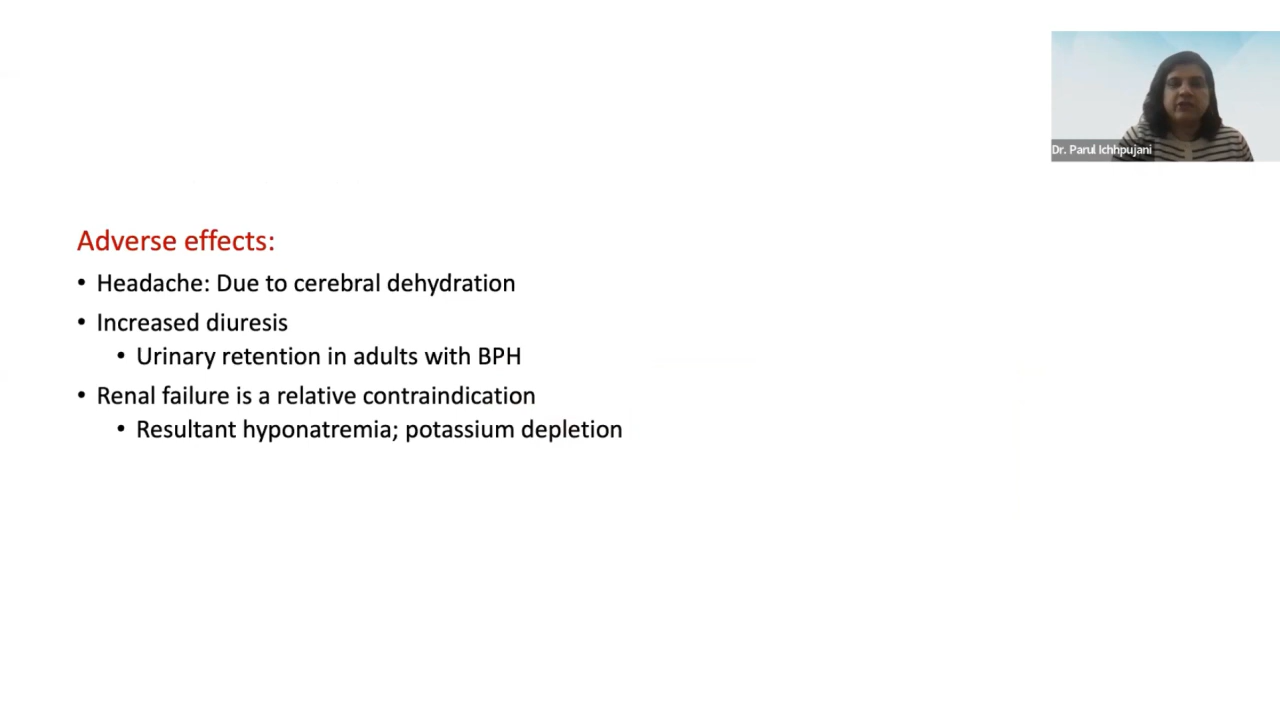 Dr. Parul Ichhpujani
Adverse effects:
• Headache: Due to cerebral dehydration
• Increased diuresis
• Urinary retention in adults with BPH
• Renal failure is a relative contraindication
• Resultant hyponatremia; potassium depletion